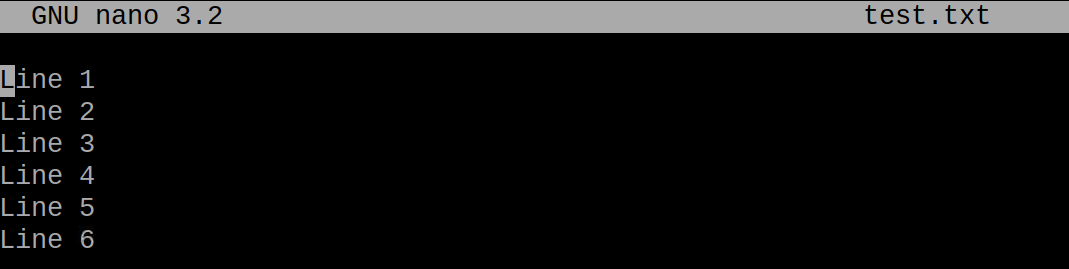 GNU nano 3.2 test.txt
Line 1
Line 2
Line 3
Line 4
Line 5
Line 6